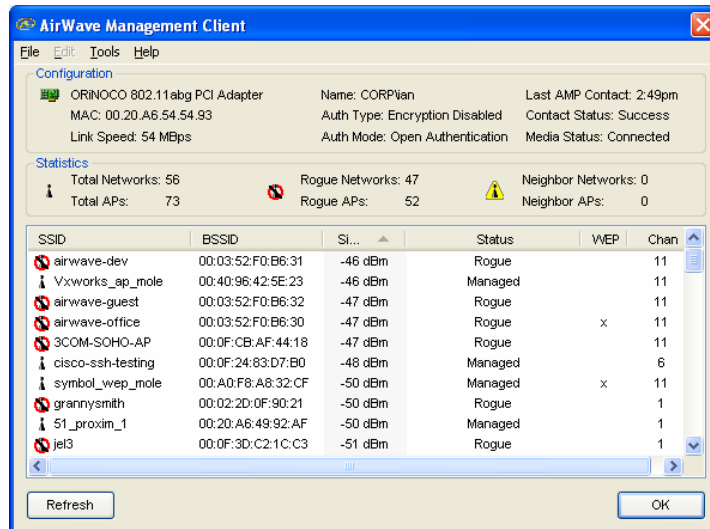 AirWave Management Client
File Edit Tools Help
Configuration
ORiNOCO 802.11abg PCI Adapter Name: CORP\ian Last AMP Contact: 2:49pm
MAC: 00.20.A6.54.54.93 Auth Type: Encryption Disabled Contact Status: Success
Link Speed: 54 MBps Auth Mode: Open Authentication Media Status: Connected
Statistics
Total Networks: 56 Rogue Networks: 47 Neighbor Networks: 0
Total APs: 73 Rogue APs: 52 Neighbor APs: 0
SSID BSSID Si... Status WEP Chan
airwave-dev 00:03:52:F0:B6:31 -46 dBm Rogue 11
Vxworks_ap_mole 00:40:96:42:5E:23 -46 dBm Managed 11
airwave-guest 00:03:52:F0:B6:32 -47 dBm Rogue 11
airwave-office 00:03:52:F0:B6:30 -47 dBm Rogue x 11
3COM-SOHO-AP 00:0F:CB:AF:44:18 -47 dBm Rogue 11
cisco-ssh-testing 00:0F:24:83:D7:B0 -48 dBm Managed 6
symbol_wep_mole 00:A0:F8:A8:32:CF -50 dBm Managed x 11
grannysmith 00:02:2D:0F:90:21 -50 dBm Rogue 1
51_proxim_1 00:20:A6:49:92:AF -50 dBm Managed 1
jel3 00:0F:3D:C2:1C:C3 -51 dBm Rogue 1
Refresh OK